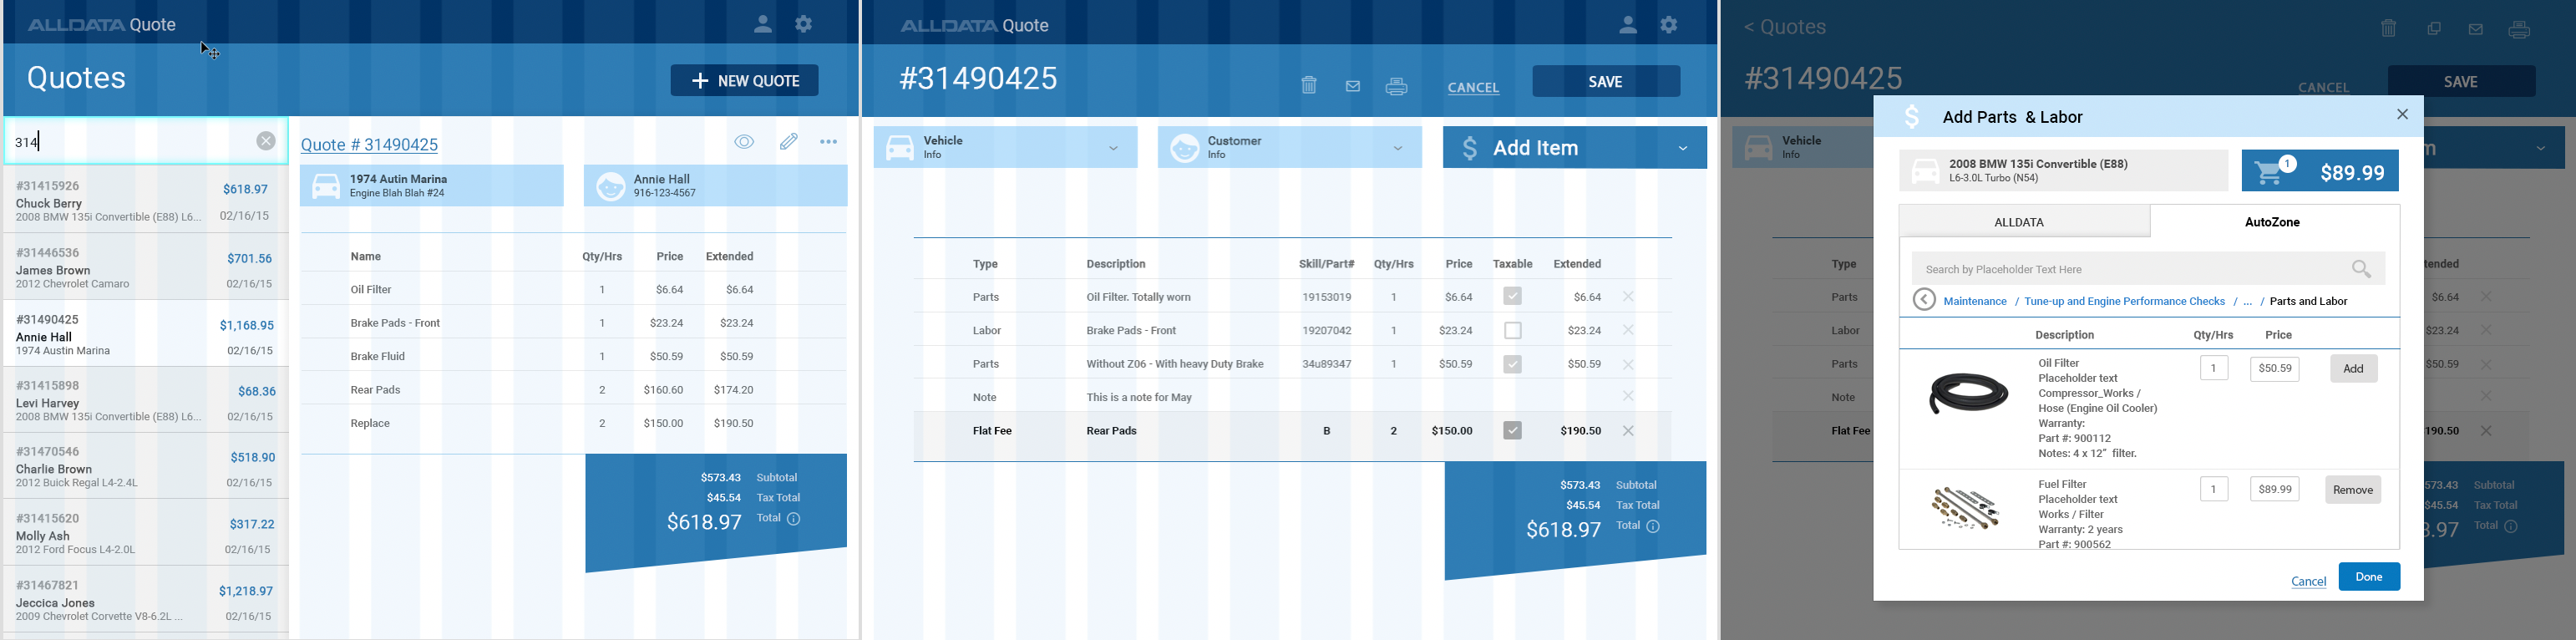 ALLDATA Quote
Quotes
+ NEW QUOTE
314
#31415926 $618.97
Chuck Berry
2008 BMW 135i Convertible (E88) L6... 02/16/15
#31446536 $701.56
James Brown
2012 Chevrolet Camaro 02/16/15
#31490425 $1,168.95
Annie Hall
1974 Austin Marina 02/16/15
#31415898 $68.36
Levi Harvey
2008 BMW 135i Convertible (E88) L6... 02/16/15
#31470546 $518.90
Charlie Brown
2012 Buick Regal L4-2.4L 02/16/15
#31415620 $317.22
Molly Ash
2012 Ford Focus L4-2.0L 02/16/15
#31467821 $1,218.97
Jeccica Jones
2009 Chevrolet Corvette V8-6.2L ... 02/16/15
Quote # 31490425
1974 Autin Marina
Engine Blah Blah #24
Annie Hall
916-123-4567
Name Qty/Hrs Price Extended
Oil Filter 1 $6.64 $6.64
Brake Pads - Front 1 $23.24 $23.24
Brake Fluid 1 $50.59 $50.59
Rear Pads 2 $160.60 $174.20
Replace 2 $150.00 $190.50
$573.43 Subtotal
$45.54 Tax Total
$618.97 Total
ALLDATA Quote
#31490425
CANCEL
SAVE
Vehicle
Info
Customer
Info
$ Add Item
Type Description Skill/Part# Qty/Hrs Price Taxable Extended
Parts Oil Filter. Totally worn 19153019 1 $6.64 $6.64
Labor Brake Pads - Front 19207042 1 $23.24 $23.24
Parts Without Z06 - With heavy Duty Brake 34u89347 1 $50.59 $50.59
Note This is a note for May
Flat Fee Rear Pads B 2 $150.00 $190.50
$573.43 Subtotal
$45.54 Tax Total
$618.97 Total
< Quotes
#31490425
CANCEL
SAVE
Vehicle
Info
m
Type
tended
Parts
$6.64
Labor
$23.24
Parts
$50.59
Note
Flat Fee
190.50
573.43 Subtotal
$45.54 Tax Total
8.97 Total
$ Add Parts & Labor
2008 BMW 135i Convertible (E88)
L6-3.0L Turbo (N54)
1 $89.99
ALLDATA
AutoZone
Search by Placeholder Text Here
Maintenance / Tune-up and Engine Performance Checks / ... / Parts and Labor
Description Qty/Hrs Price
Oil Filter 1 $50.59 Add
Placeholder text
Compressor_Works /
Hose (Engine Oil Cooler)
Warranty:
Part #: 900112
Notes: 4 x 12" filter.
Fuel Filter 1 $89.99 Remove
Placeholder text
Works / Filter
Warranty: 2 years
Part #: 900562
Cancel
Done